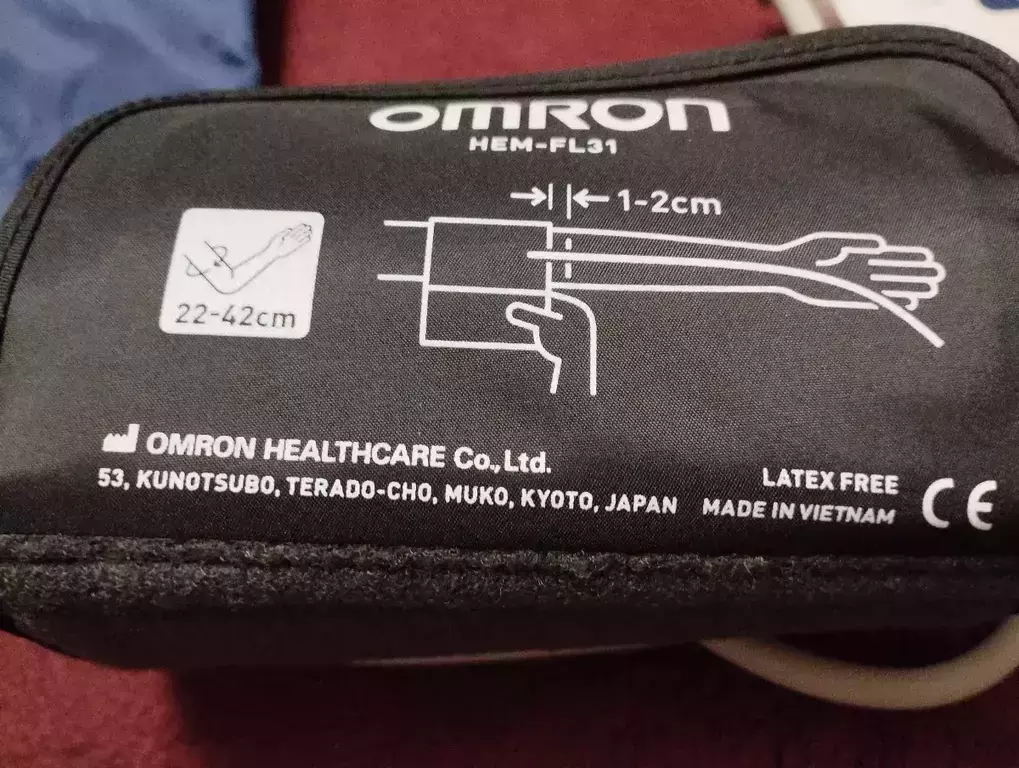 OMRON
HEM-FL31
1-2cm
22-42cm
OMRON HEALTHCARE Co.,Ltd.
53, KUNOTSUBO, TERADO-CHO, MUKO, KYOTO, JAPAN
LATEX FREE
MADE IN VIETNAM
CE